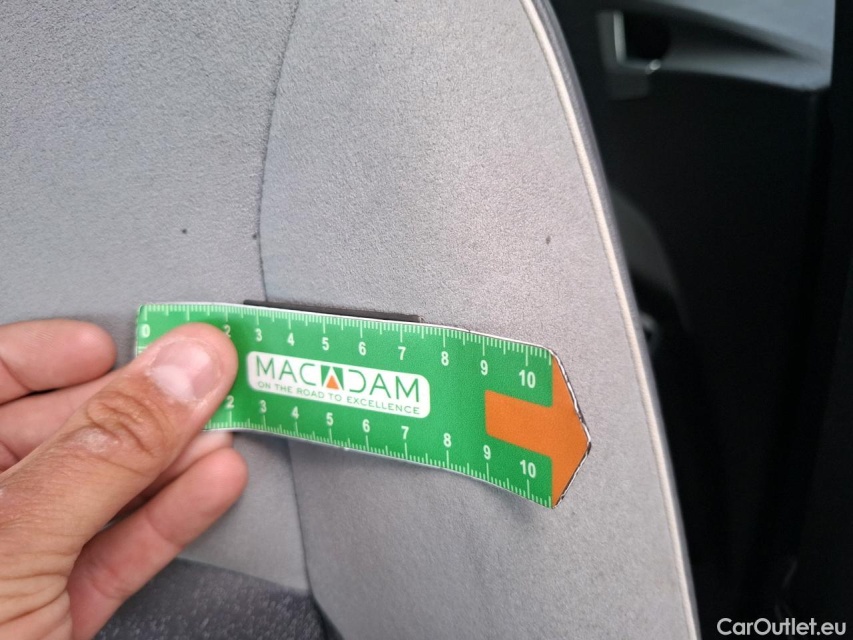 0 2 3 4 5 6 7 8 9 10
MACADAM
ON THE ROAD TO EXCELLENCE
2 3 4 5 6 7 8 9 10
CarOutlet.eu